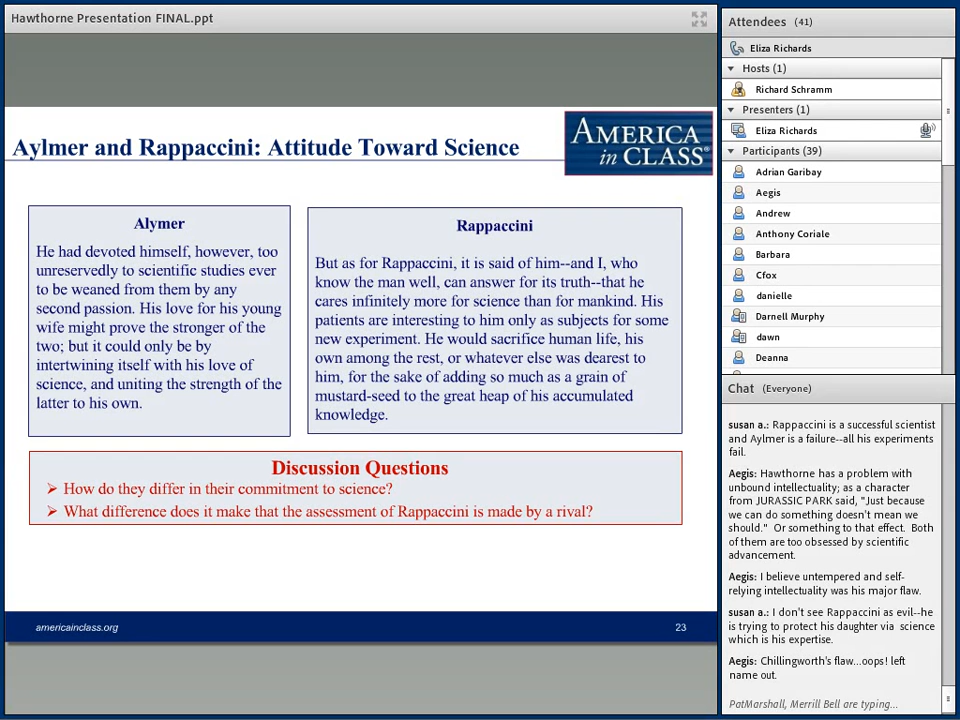 Hawthorne Presentation FINAL.ppt
Aylmer and Rappaccini: Attitude Toward Science
AMERICA
in CLASS®
Alymer
He had devoted himself, however, too
unreservedly to scientific studies ever
to be weaned from them by any
second passion. His love for his young
wife might prove the stronger of the
two; but it could only be by
intertwining itself with his love of
science, and uniting the strength of the
latter to his own.
Rappaccini
But as for Rappaccini, it is said of him--and I, who
know the man well, can answer for its truth--that he
cares infinitely more for science than for mankind. His
patients are interesting to him only as subjects for some
new experiment. He would sacrifice human life, his
own among the rest, or whatever else was dearest to
him, for the sake of adding so much as a grain of
mustard-seed to the great heap of his accumulated
knowledge.
Discussion Questions
How do they differ in their commitment to science?
What difference does it make that the assessment of Rappaccini is made by a rival?
americainclass.org
23
Attendees (41)
Eliza Richards
Hosts (1)
Richard Schramm
Presenters (1)
Eliza Richards
Participants (39)
Adrian Garibay
Aegis
Andrew
Anthony Coriale
Barbara
Cfox
danielle
Darnell Murphy
dawn
Deanna
Chat (Everyone)
susan a.: Rappaccini is a successful scientist
and Aylmer is a failure--all his experiments
fail.
Aegis: Hawthorne has a problem with
unbound intellectuality; as a character
from JURASSIC PARK said, "Just because
we can do something doesn't mean we
should." Or something to that effect. Both
of them are too obsessed by scientific
advancement.
Aegis: I believe untempered and self-
relying intellectuality was his major flaw.
susan a.: I don't see Rappaccini as evil--he
is trying to protect his daughter via science
which is his expertise.
Aegis: Chillingworth's flaw...oops! left
name out.
PatMarshall, Merrill Bell are typing...